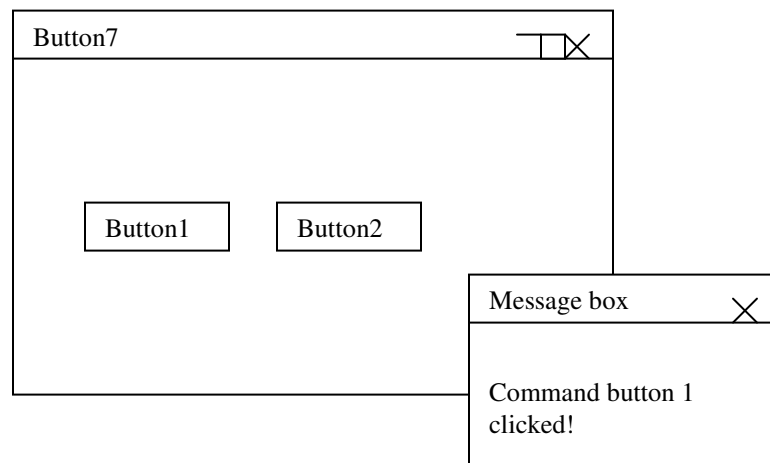 Button7
Button1 Button2
Message box
Command button 1
clicked!